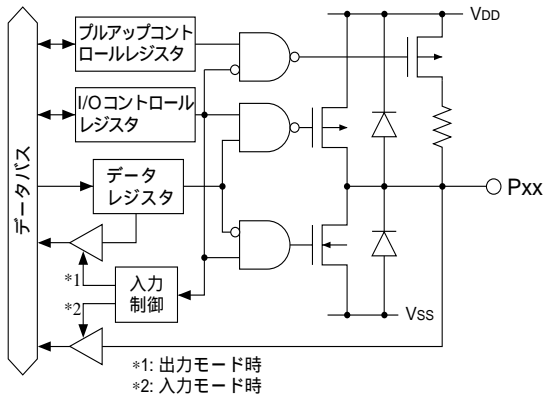 プルアップコント
ロールレジスタ
VDD
I/Oコントロール
レジスタ
データバス
データ
レジスタ
Pxx
*1
入力
制御
*2
VSS
*1: 出力モード時
*2: 入力モード時